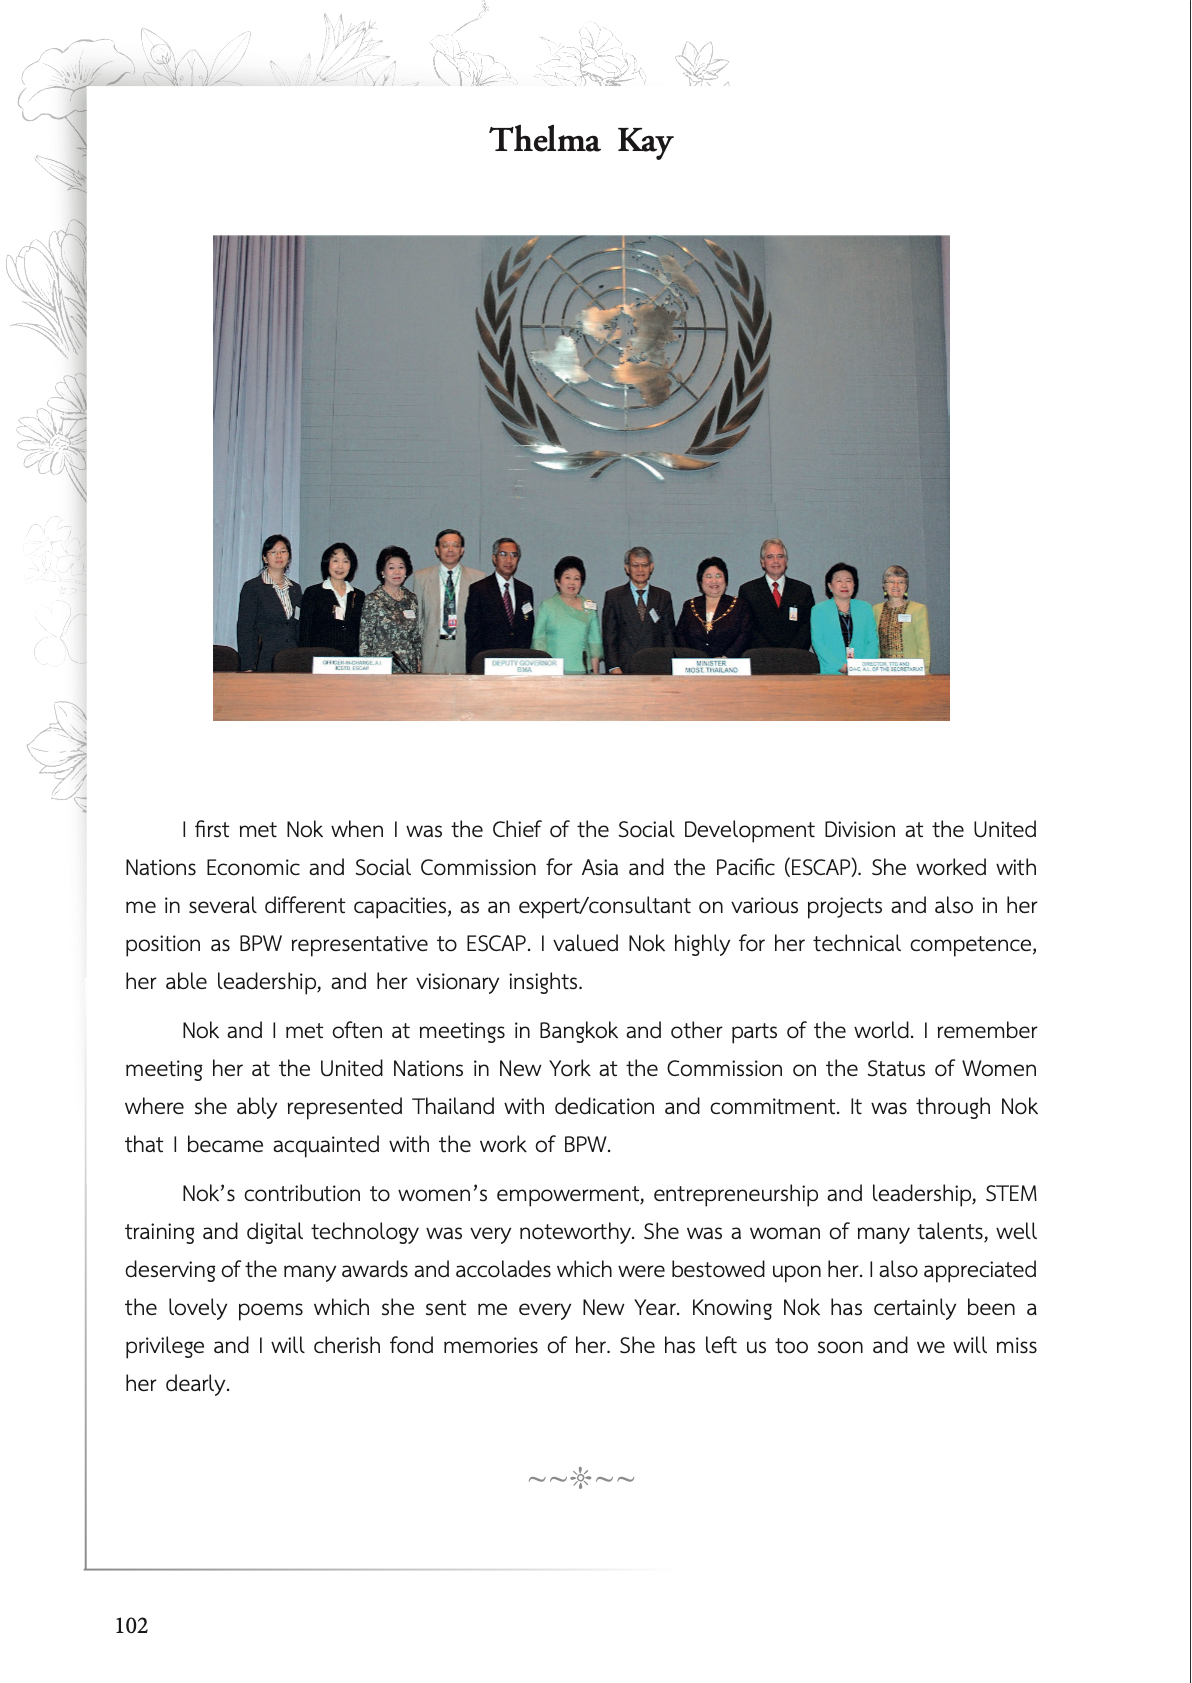 Thelma Kay
OFFICER-IN-CHARGE, A.I.
ICSTD, ESCAP
DEPUTY GOVERNOR
BMA
MINISTER
MOST, THAILAND
DIRECTOR, TTD AND
O-I-C, A.I. OF THE SECRETARIAT
I first met Nok when I was the Chief of the Social Development Division at the United
Nations Economic and Social Commission for Asia and the Pacific (ESCAP). She worked with
me in several different capacities, as an expert/consultant on various projects and also in her
position as BPW representative to ESCAP. I valued Nok highly for her technical competence,
her able leadership, and her visionary insights.
Nok and I met often at meetings in Bangkok and other parts of the world. I remember
meeting her at the United Nations in New York at the Commission on the Status of Women
where she ably represented Thailand with dedication and commitment. It was through Nok
that I became acquainted with the work of BPW.
Nok's contribution to women's empowerment, entrepreneurship and leadership, STEM
training and digital technology was very noteworthy. She was a woman of many talents, well
deserving of the many awards and accolades which were bestowed upon her. I also appreciated
the lovely poems which she sent me every New Year. Knowing Nok has certainly been a
privilege and I will cherish fond memories of her. She has left us too soon and we will miss
her dearly.
102